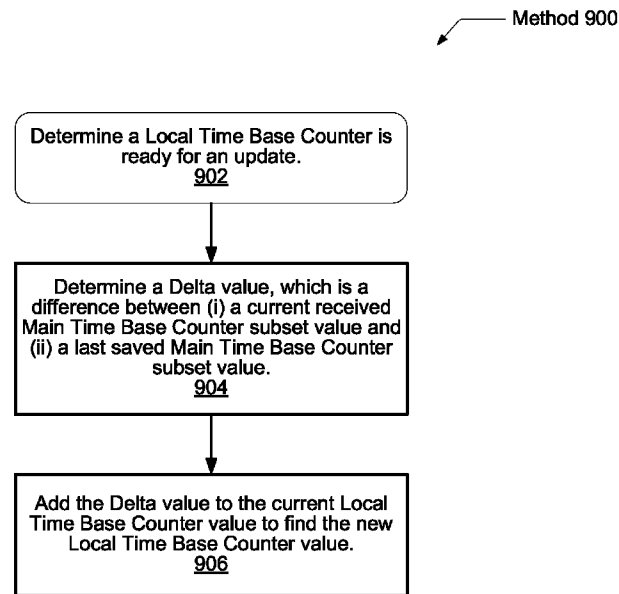 Method 900
Determine a Local Time Base Counter is
ready for an update.
902
Determine a Delta value, which is a
difference between (i) a current received
Main Time Base Counter subset value and
(ii) a last saved Main Time Base Counter
subset value.
904
Add the Delta value to the current Local
Time Base Counter value to find the new
Local Time Base Counter value.
906